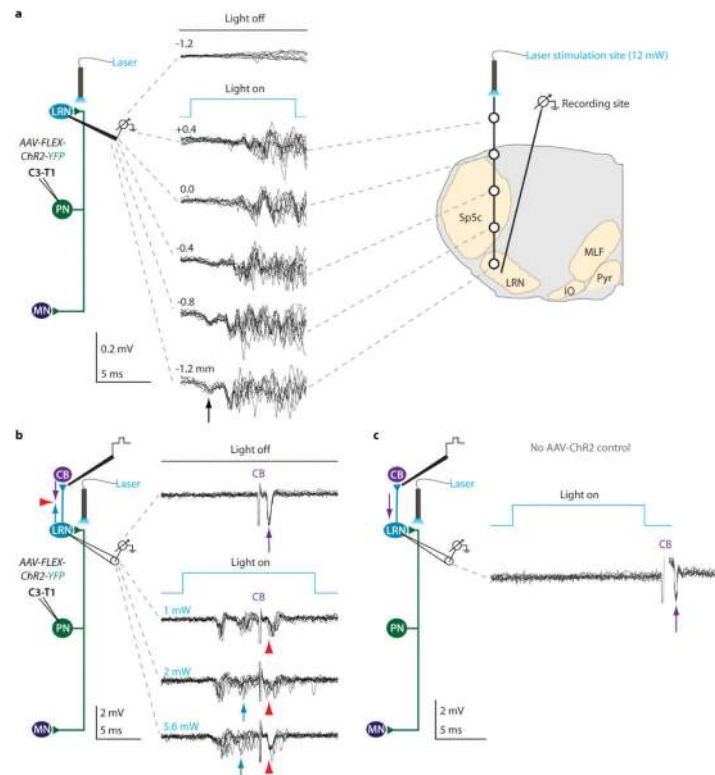 a
Light off
-1.2
Laser
Laser stimulation site (12 mW)
Light on
LRN
Recording site
+0.4
AAV-FLEX-
ChR2-YFP
C3-T1
0.0
PN
Sp5c
-0.4
MLF
LRN
Pyr
IO
-0.8
MN
0.2 mV
5 ms
-1.2 mm
b
Light off
c
No AAV-ChR2 control
CB
CB
CB
Laser
Laser
Light on
LRN
LRN
CB
AAV-FLEX-
ChR2-YFP
C3-T1
Light on
CB
1 mW
PN
PN
2 mW
2 mV
5 ms
2 mV
5 ms
MN
5.6 mW
MN